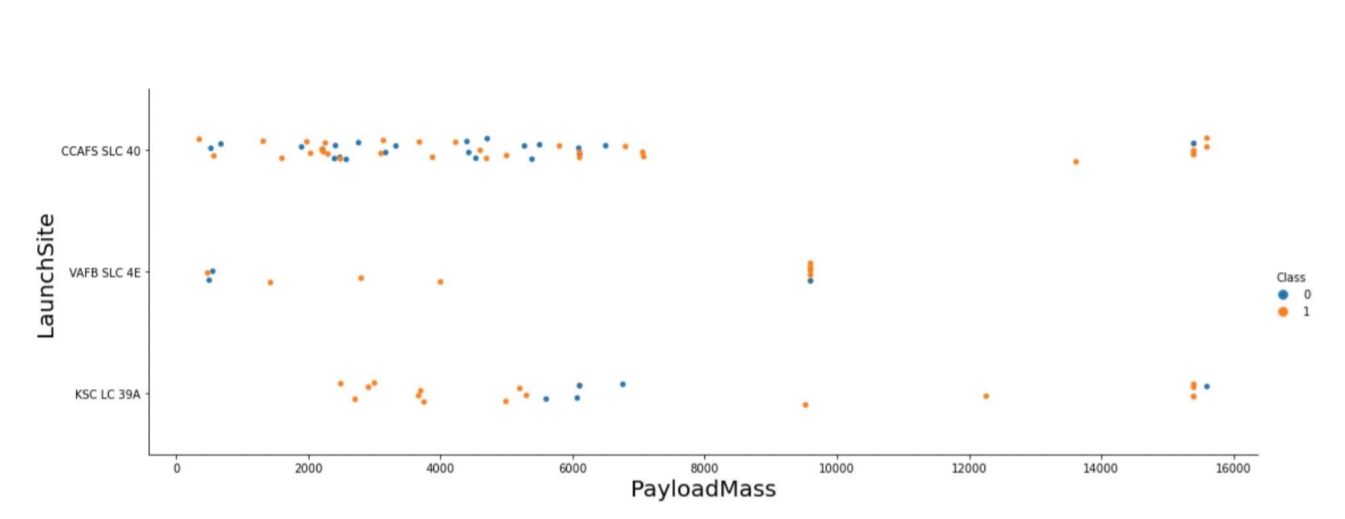 CCAFS SLC 40
VAFB SLC 4E
KSC LC 39A
LaunchSite
0 2000 4000 6000 8000 10000 12000 14000 16000
PayloadMass
Class
0
1